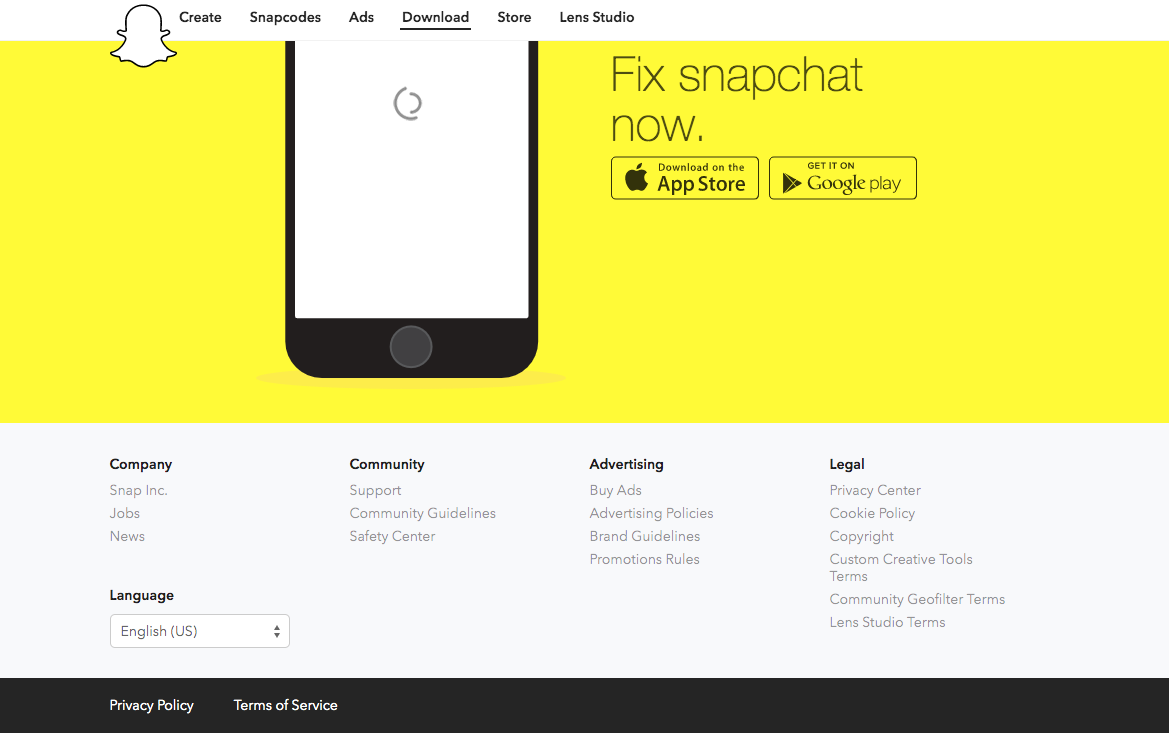 Create Snapcodes Ads Download Store Lens Studio
Fix snapchat
now.
Download on the
App Store
GET IT ON
Google play
Company
Snap Inc.
Jobs
News
Community
Support
Community Guidelines
Safety Center
Advertising
Buy Ads
Advertising Policies
Brand Guidelines
Promotions Rules
Legal
Privacy Center
Cookie Policy
Copyright
Custom Creative Tools
Terms
Community Geofilter Terms
Lens Studio Terms
Language
English (US)
Privacy Policy Terms of Service